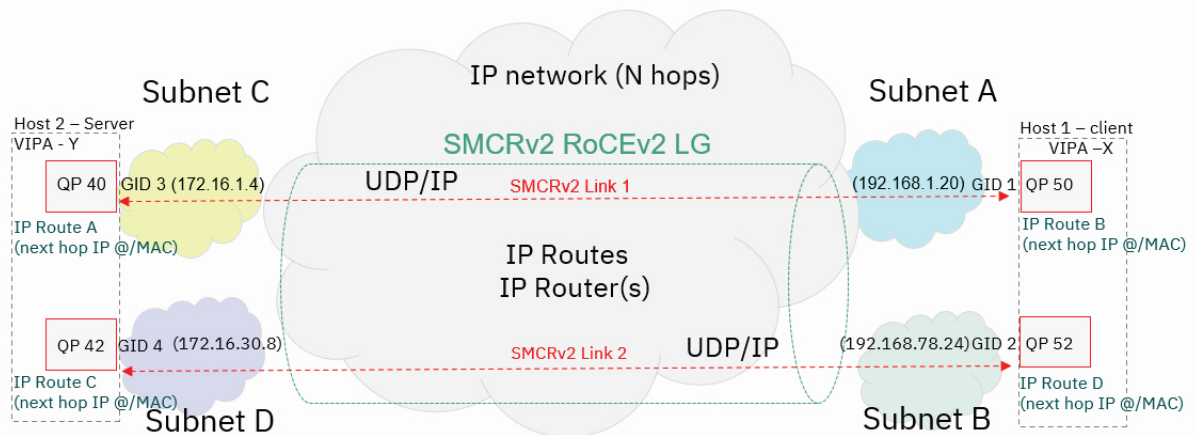 IP network (N hops)
Subnet C
Subnet A
Host 2 – Server
VIPA - Y
Host 1 – client
VIPA –X
SMCRv2 RoCEv2 LG
QP 40
GID 3 (172.16.1.4)
UDP/IP
SMCRv2 Link 1
(192.168.1.20) GID 1
QP 50
IP Route A
(next hop IP @/MAC)
IP Route B
(next hop IP @/MAC)
IP Routes
IP Router(s)
QP 42
GID 4 (172.16.30.8)
SMCRv2 Link 2
UDP/IP
(192.168.78.24) GID 2
QP 52
IP Route C
(next hop IP @/MAC)
IP Route D
(next hop IP @/MAC)
Subnet D
Subnet B